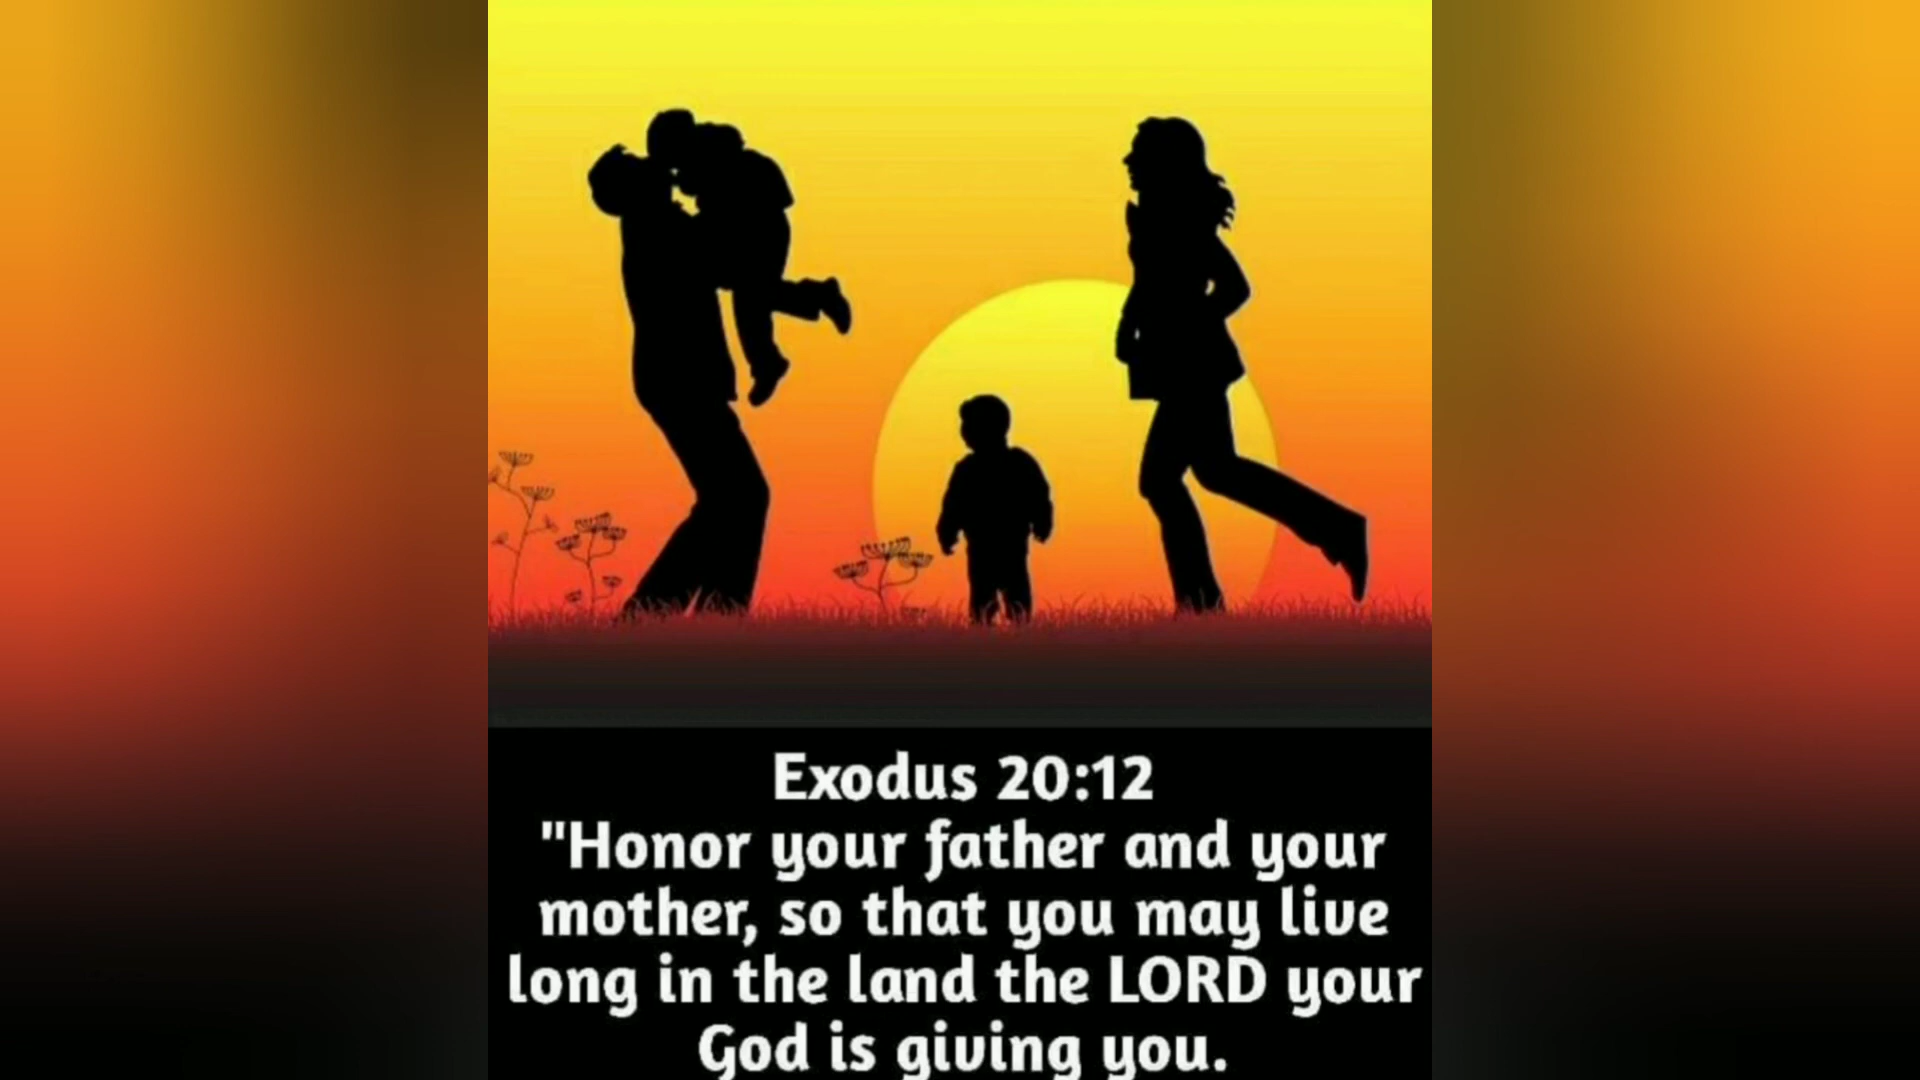 Exodus 20:12
"Honor your father and your
mother, so that you may live
long in the land the LORD your
God is giving you.